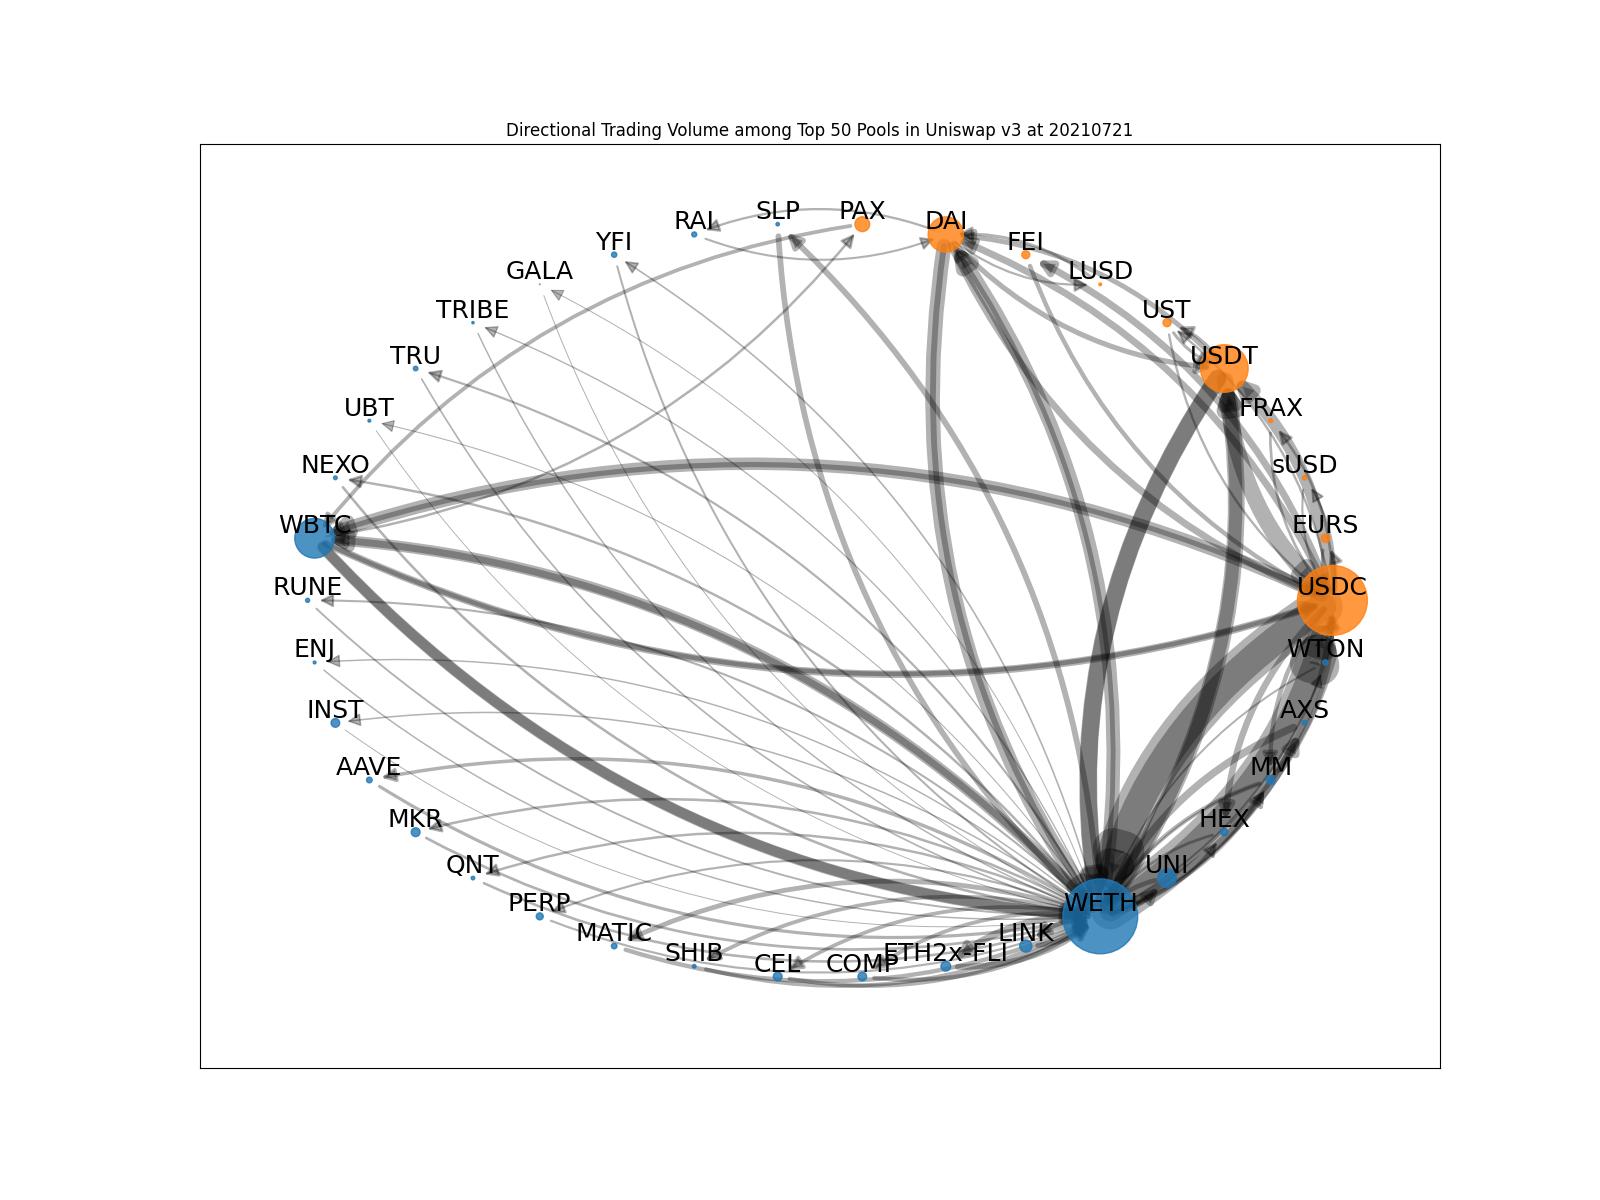 Directional Trading Volume among Top 50 Pools in Uniswap v3 at 20210721
SLP
PAX
RAI
DAI
YFI
FEI
GALA
LUSD
TRIBE
UST
TRU
USDT
UBT
FRAX
NEXO
sUSD
WBTC
EURS
RUNE
USDC
ENJ
WTON
INST
AXS
AAVE
MM
MKR
HEX
QNT
UNI
PERP
WETH
MATIC
LINK
SHIB
ETH2x-FLI
CEL
COMP